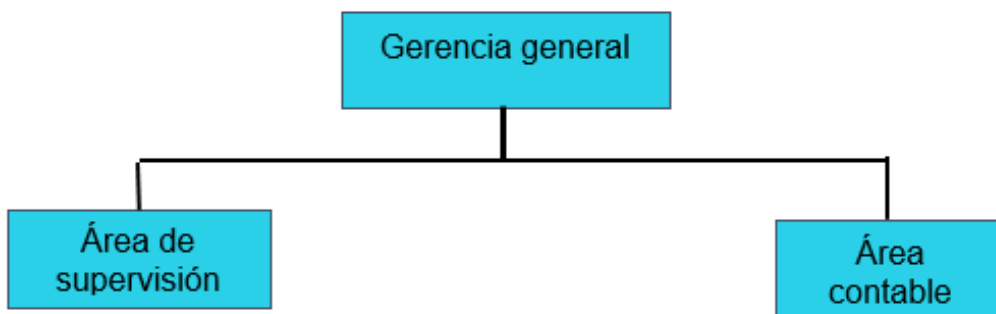 Gerencia general
Área de
supervisión
Área
contable